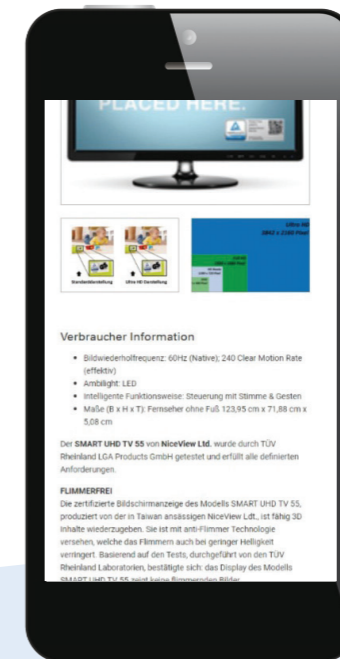 PLACED HERE.
Ultra HD
3840 x 2160 Pixel
Standarddarstellung
Ultra HD Darstellung
Verbraucher Information
• Bildwiederholfrequenz: 60Hz (Native); 240 Clear Motion Rate
(effektiv)
• Ambilight: LED
• Intelligente Funktionsweise: Steuerung mit Stimme & Gesten
• Maße (B x H x T): Fernseher ohne Fuß 123,95 cm x 71,88 cm x
5,08 cm
Der SMART UHD TV 55 von NiceView Ltd. wurde durch TÜV
Rheinland LGA Products GmbH getestet und erfüllt alle definierten
Anforderungen.
FLIMMERFREI
Die zertifizierte Bildschirmanzeige des Modells SMART UHD TV 55,
produziert von der in Taiwan ansässigen NiceView Ldt., ist fähig 3D
Inhalte wiederzugeben. Sie ist mit anti-Flimmer Technologie
versehen, welche das Flimmern auch bei geringer Helligkeit
verringert. Basierend auf den Tests, durchgeführt von den TÜV
Rheinland Laboratorien, bestätigte sich: das Display des Modells
SMART UHD TV 55 zeigt keine flimmernden Bilder